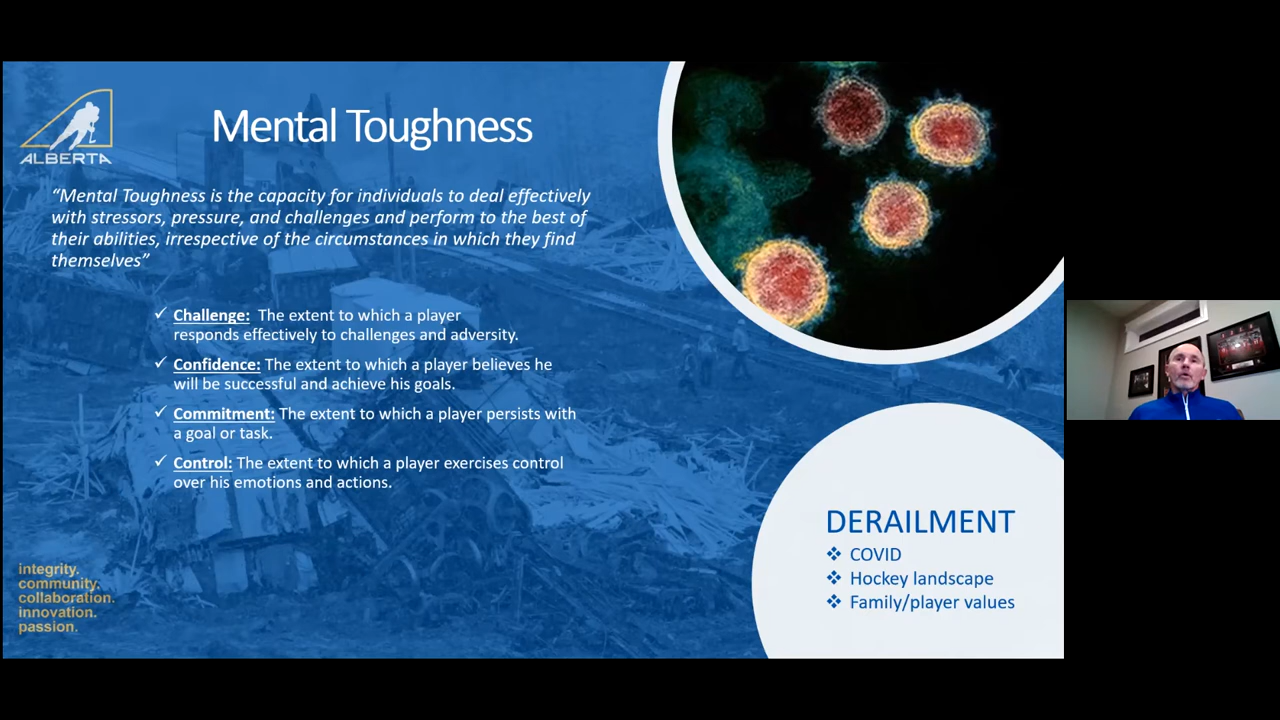 ALBERTA
Mental Toughness
“Mental Toughness is the capacity for individuals to deal effectively
with stressors, pressure, and challenges and perform to the best of
their abilities, irrespective of the circumstances in which they find
themselves”
Challenge: The extent to which a player
responds effectively to challenges and adversity.
Confidence: The extent to which a player believes he
will be successful and achieve his goals.
Commitment: The extent to which a player persists with
a goal or task.
Control: The extent to which a player exercises control
over his emotions and actions.
integrity.
community.
collaboration.
innovation.
passion.
DERAILMENT
COVID
Hockey landscape
Family/player values